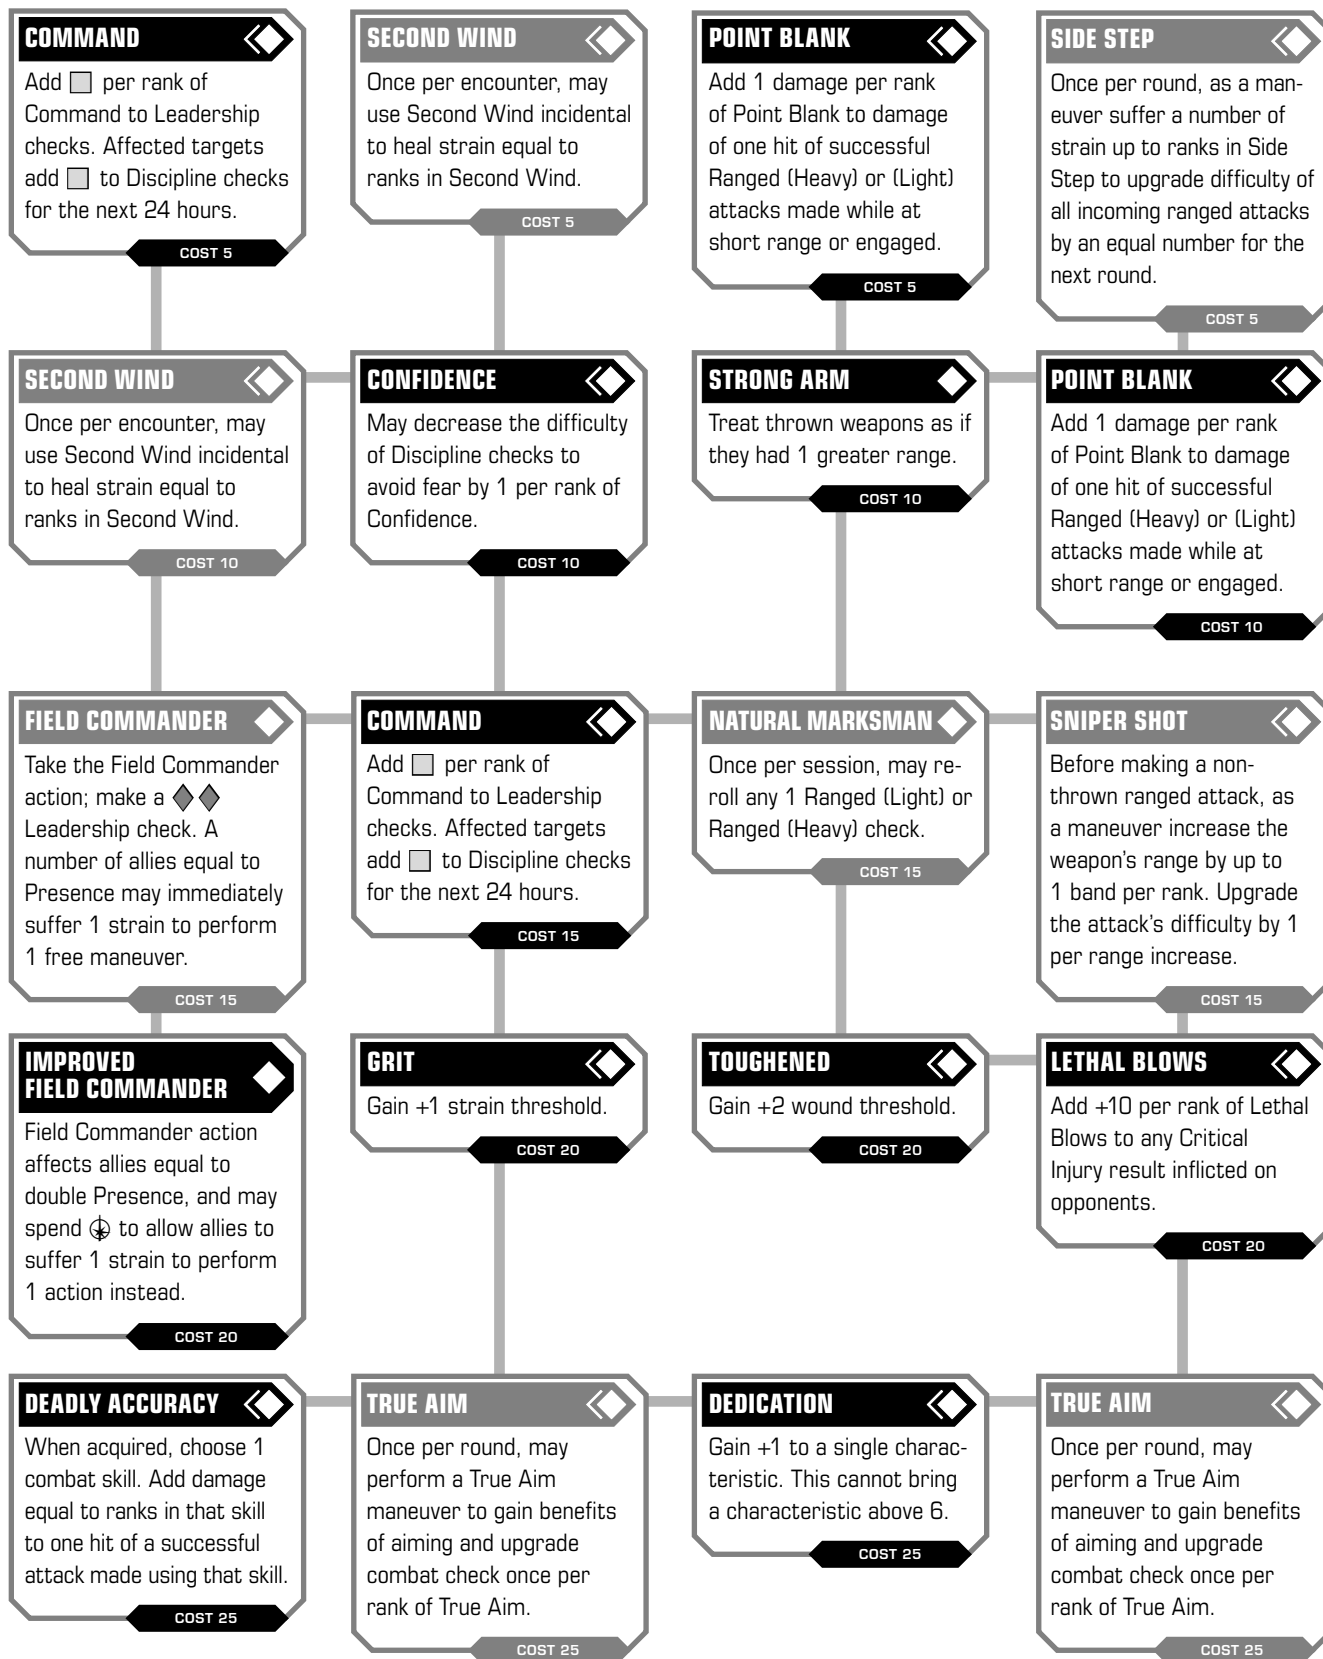 COMMAND
Add per rank of
Command to Leadership
checks. Affected targets
add to Discipline checks
for the next 24 hours.
COST 5
SECOND WIND
Once per encounter, may
use Second Wind incidental
to heal strain equal to
ranks in Second Wind.
COST 5
POINT BLANK
Add 1 damage per rank
of Point Blank to damage
of one hit of successful
Ranged (Heavy) or (Light)
attacks made while at
short range or engaged.
COST 5
SIDE STEP
Once per round, as a man-
euver suffer a number of
strain up to ranks in Side
Step to upgrade difficulty of
all incoming ranged attacks
by an equal number for the
next round.
COST 5
SECOND WIND
Once per encounter, may
use Second Wind incidental
to heal strain equal to
ranks in Second Wind.
COST 10
CONFIDENCE
May decrease the difficulty
of Discipline checks to
avoid fear by 1 per rank of
Confidence.
COST 10
STRONG ARM
Treat thrown weapons as if
they had 1 greater range.
COST 10
POINT BLANK
Add 1 damage per rank
of Point Blank to damage
of one hit of successful
Ranged (Heavy) or (Light)
attacks made while at
short range or engaged.
COST 10
FIELD COMMANDER
Take the Field Commander
action; make a
Leadership check. A
number of allies equal to
Presence may immediately
suffer 1 strain to perform
1 free maneuver.
COST 15
COMMAND
Add per rank of
Command to Leadership
checks. Affected targets
add to Discipline checks
for the next 24 hours.
COST 15
NATURAL MARKSMAN
Once per session, may re-
roll any 1 Ranged (Light) or
Ranged (Heavy) check.
COST 15
SNIPER SHOT
Before making a non-
thrown ranged attack, as
a maneuver increase the
weapon's range by up to
1 band per rank. Upgrade
the attack's difficulty by 1
per range increase.
COST 15
IMPROVED
FIELD COMMANDER
Field Commander action
affects allies equal to
double Presence, and may
spend to allow allies to
suffer 1 strain to perform
1 action instead.
COST 20
GRIT
Gain +1 strain threshold.
COST 20
TOUGHENED
Gain +2 wound threshold.
COST 20
LETHAL BLOWS
Add +10 per rank of Lethal
Blows to any Critical
Injury result inflicted on
opponents.
COST 20
DEADLY ACCURACY
When acquired, choose 1
combat skill. Add damage
equal to ranks in that skill
to one hit of a successful
attack made using that skill.
COST 25
TRUE AIM
Once per round, may
perform a True Aim
maneuver to gain benefits
of aiming and upgrade
combat check once per
rank of True Aim.
COST 25
DEDICATION
Gain +1 to a single charac-
teristic. This cannot bring
a characteristic above 6.
COST 25
TRUE AIM
Once per round, may
perform a True Aim
maneuver to gain benefits
of aiming and upgrade
combat check once per
rank of True Aim.
COST 25